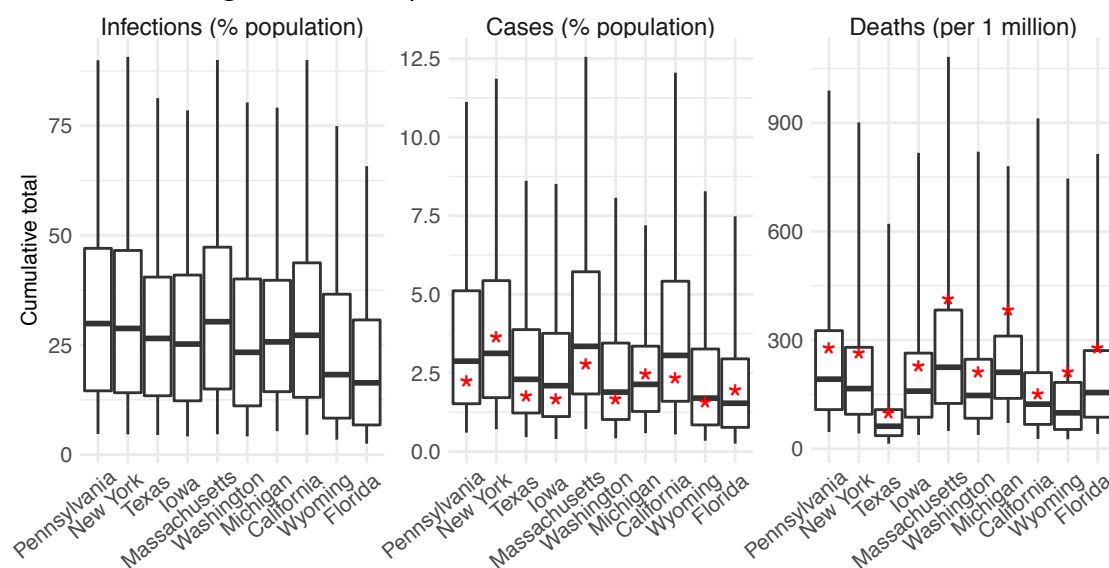 Infections (% population)
Cases (% population)
Deaths (per 1 million)
Cumulative total
75
50
25
0
12.5
10.0
7.5
5.0
2.5
0.0
900
600
300
0
Pennsylvania
New York
Texas
Iowa
Massachusetts
Washington
Michigan
California
Wyoming
Florida
Pennsylvania
New York
Texas
Iowa
Massachusetts
Washington
Michigan
California
Wyoming
Florida
Pennsylvania
New York
Texas
Iowa
Massachusetts
Washington
Michigan
California
Wyoming
Florida